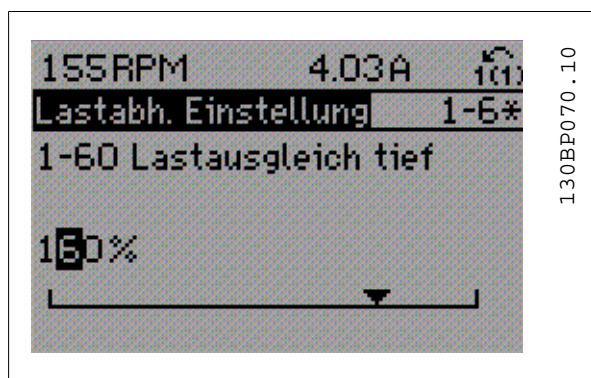 155RPM 4.03A 1(1)
Lastabh. Einstellung 1-6*
1-60 Lastausgleich tief
160%
130BP070.10